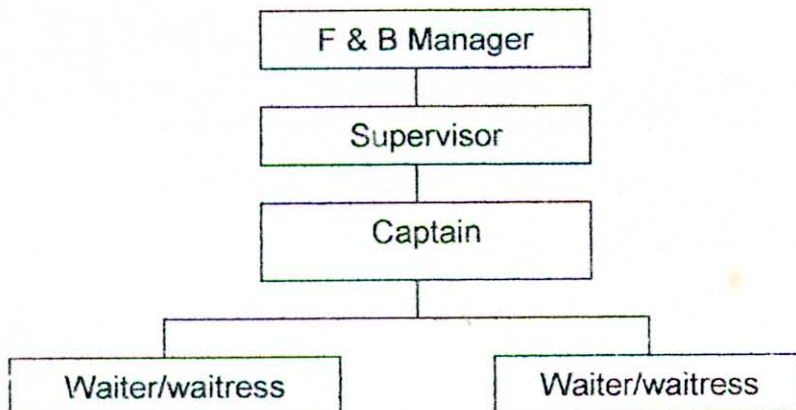 F & B Manager
Supervisor
Captain
Waiter/waitress
Waiter/waitress